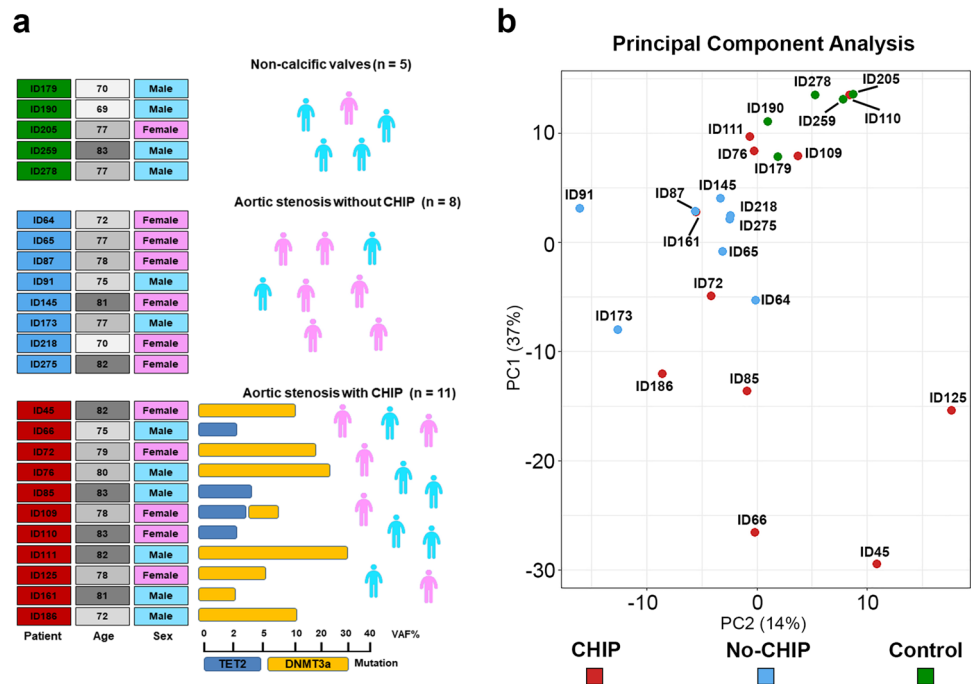 a
Non-calcific valves (n = 5)
ID179 70 Male
ID190 69 Male
ID205 77 Female
ID259 83 Male
ID278 77 Male
Aortic stenosis without CHIP (n = 8)
ID64 72 Female
ID65 77 Female
ID87 78 Female
ID91 75 Male
ID145 81 Female
ID173 77 Male
ID218 70 Female
ID275 82 Female
Aortic stenosis with CHIP (n = 11)
ID45 82 Female
ID66 75 Male
ID72 79 Female
ID76 80 Male
ID85 83 Male
ID109 78 Female
ID110 83 Female
ID111 82 Male
ID125 78 Female
ID161 81 Male
ID186 72 Male
Patient Age Sex
0 2 5 10 20 30 40 VAF%
TET2 DNMT3a Mutation
b
Principal Component Analysis
ID278
ID205
ID190
ID259
ID110
ID111
ID76
ID109
ID179
ID91
ID87
ID145
ID218
ID275
ID161
ID65
ID72
ID64
ID173
ID186
ID85
ID125
ID66
ID45
10
0
-10
-20
-30
PC1 (37%)
-10 0 10
PC2 (14%)
CHIP No-CHIP Control